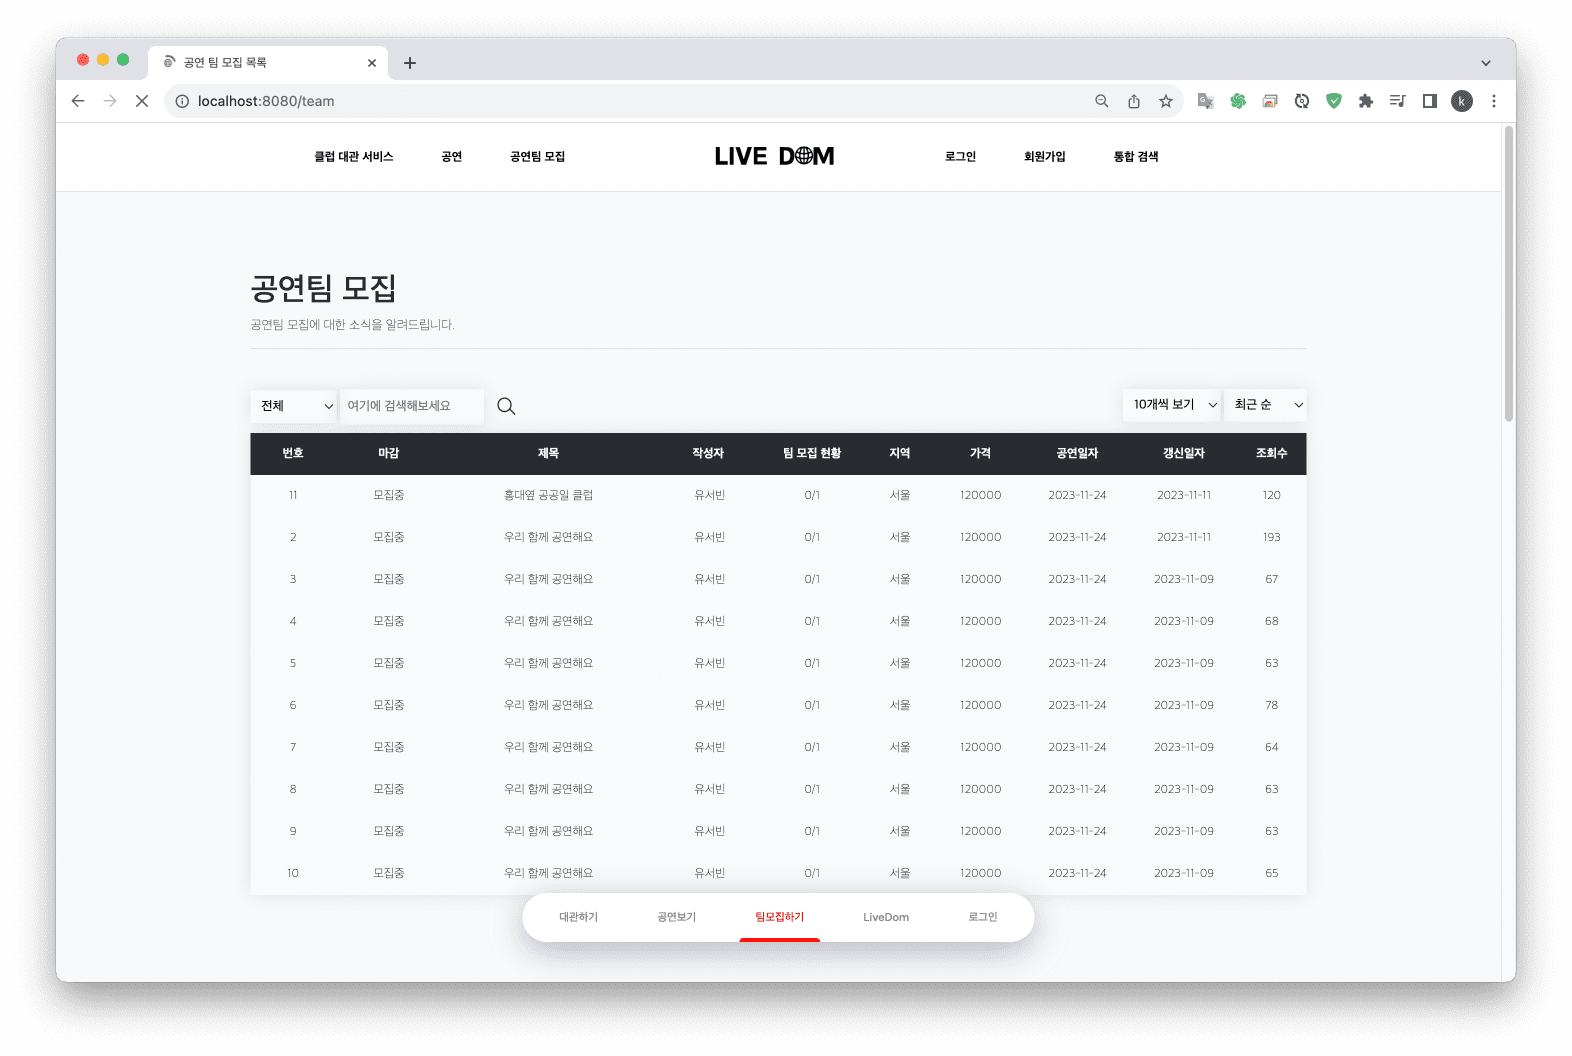 공연 팀 모집 목록
localhost:8080/team
k
클럽 대관 서비스 공연 공연팀 모집 LIVE DOM 로그인 회원가입 통합 검색
공연팀 모집
공연팀 모집에 대한 소식을 알려드립니다.
전체 여기에 검색해보세요 10개씩 보기 최근 순
번호 마감 제목 작성자 팀 모집 현황 지역 가격 공연일자 갱신일자 조회수
11 모집중 홍대옆 공공일 클럽 유서빈 0/1 서울 120000 2023-11-24 2023-11-11 120
2 모집중 우리 함께 공연해요 유서빈 0/1 서울 120000 2023-11-24 2023-11-11 193
3 모집중 우리 함께 공연해요 유서빈 0/1 서울 120000 2023-11-24 2023-11-09 67
4 모집중 우리 함께 공연해요 유서빈 0/1 서울 120000 2023-11-24 2023-11-09 68
5 모집중 우리 함께 공연해요 유서빈 0/1 서울 120000 2023-11-24 2023-11-09 63
6 모집중 우리 함께 공연해요 유서빈 0/1 서울 120000 2023-11-24 2023-11-09 78
7 모집중 우리 함께 공연해요 유서빈 0/1 서울 120000 2023-11-24 2023-11-09 64
8 모집중 우리 함께 공연해요 유서빈 0/1 서울 120000 2023-11-24 2023-11-09 63
9 모집중 우리 함께 공연해요 유서빈 0/1 서울 120000 2023-11-24 2023-11-09 63
10 모집중 우리 함께 공연해요 유서빈 0/1 서울 120000 2023-11-24 2023-11-09 65
대관하기 공연보기 팀모집하기 LiveDom 로그인